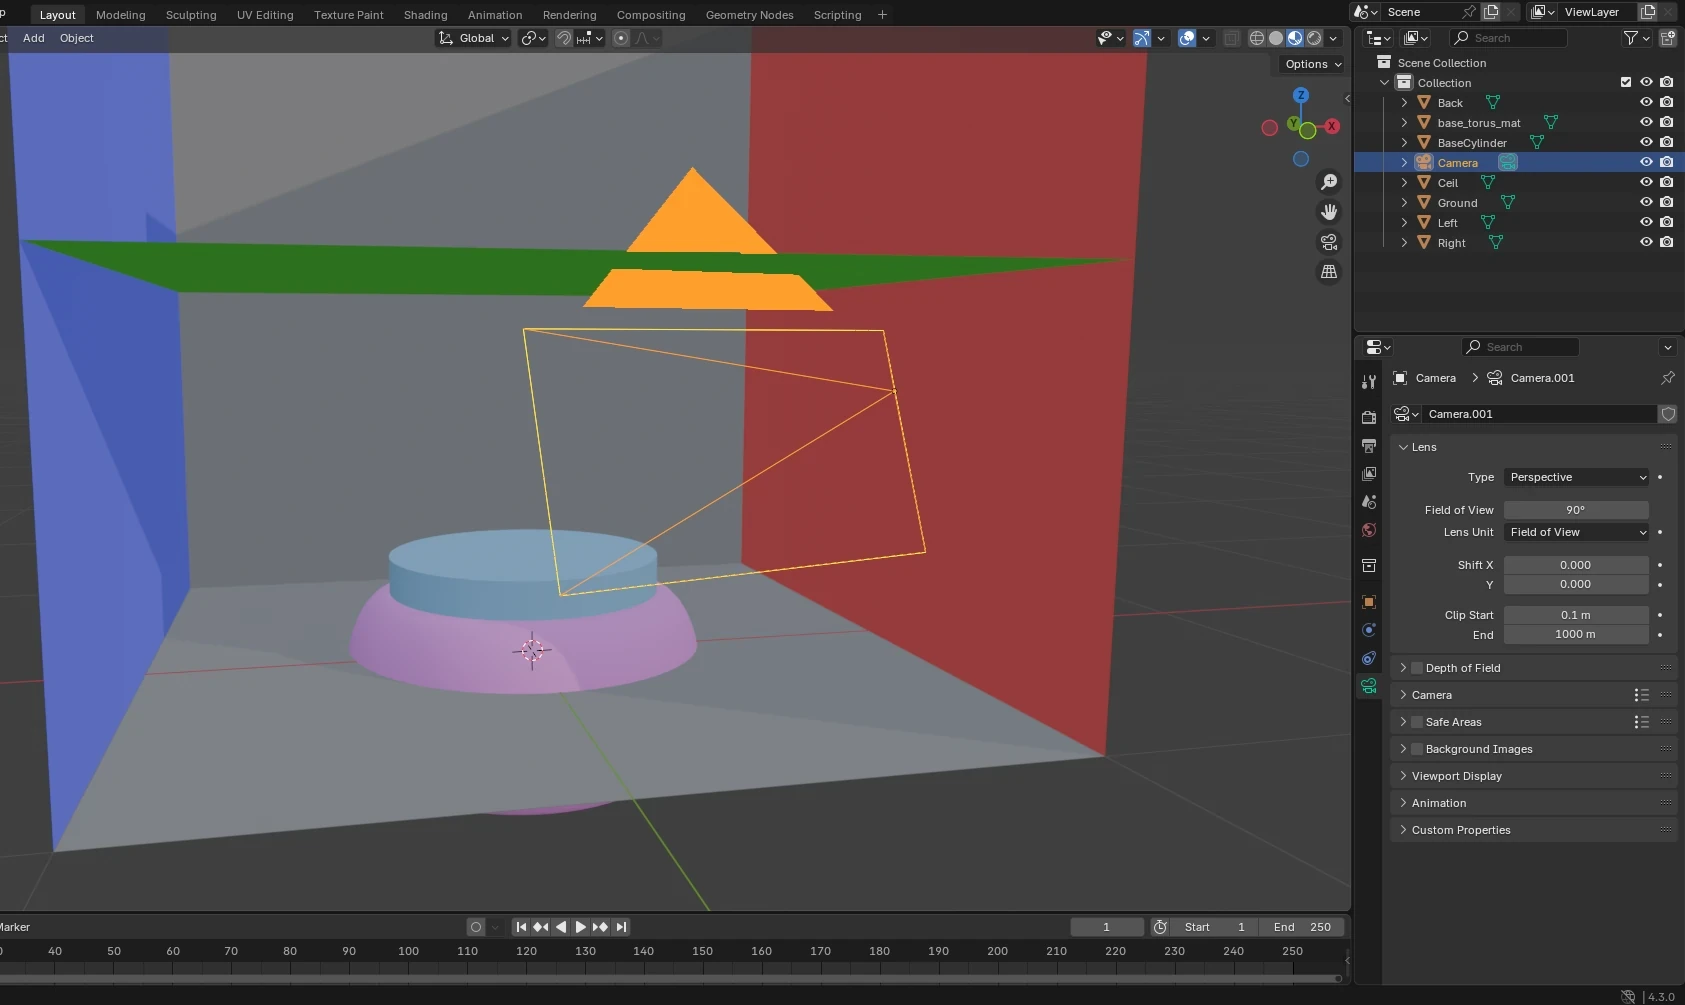 p Layout Modeling Sculpting UV Editing Texture Paint Shading Animation Rendering Compositing Geometry Nodes Scripting + Scene ViewLayer
ct Add Object Global Search
Options
Z
Y X
Scene Collection
Collection
Back
base_torus_mat
BaseCylinder
Camera
Ceil
Ground
Left
Right
Search
Camera > Camera.001
Camera.001
Lens
Type Perspective
Field of View 90°
Lens Unit Field of View
Shift X 0.000
Y 0.000
Clip Start 0.1 m
End 1000 m
Depth of Field
Camera
Safe Areas
Background Images
Viewport Display
Animation
Custom Properties
Marker 1 Start 1 End 250
0 40 50 60 70 80 90 100 110 120 130 140 150 160 170 180 190 200 210 220 230 240 250
4.3.0